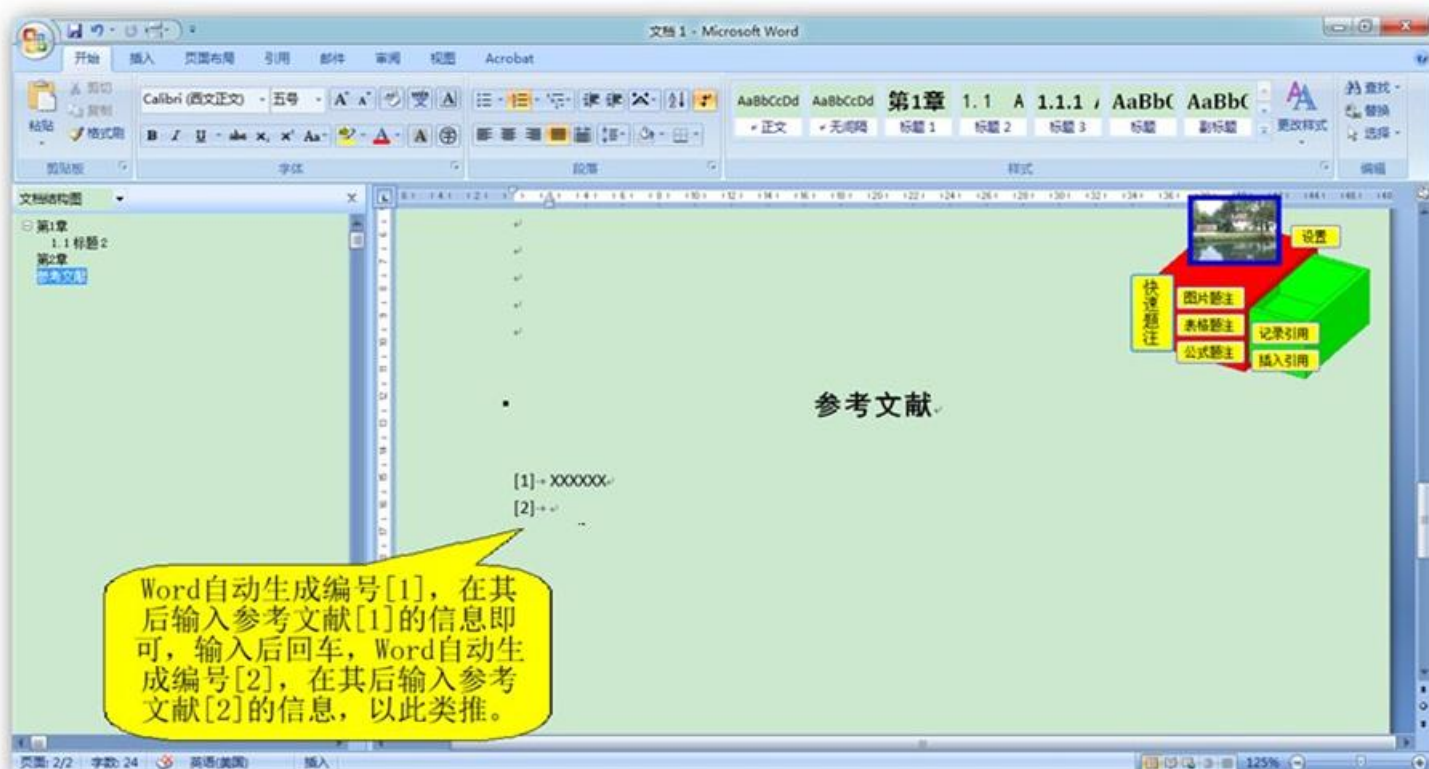 文档 1 - Microsoft Word
开始 插入 页面布局 引用 邮件 审阅 视图 Acrobat
剪切
复制
格式刷
粘贴
Calibri (西文正文) 五号
AaBbCcDd AaBbCcDd 第1章 1.1 A 1.1.1 AaBb( AaBb(
正文 无间隔 标题 1 标题 2 标题 3 标题 副标题
更改样式
查找
替换
选择
剪贴板 字体 段落 样式 编辑
文档结构图
第1章
1.1 标题 2
第2章
参考文献
设置
快速题注
图片题注
表格题注
公式题注
记录引用
插入引用
参考文献
[1] XXXXXX
[2]
Word自动生成编号[1]，在其
后输入参考文献[1]的信息即
可，输入后回车，Word自动生
成编号[2]，在其后输入参考
文献[2]的信息，以此类推。
页面: 2/2 字数: 24 英语(美国) 插入 125%